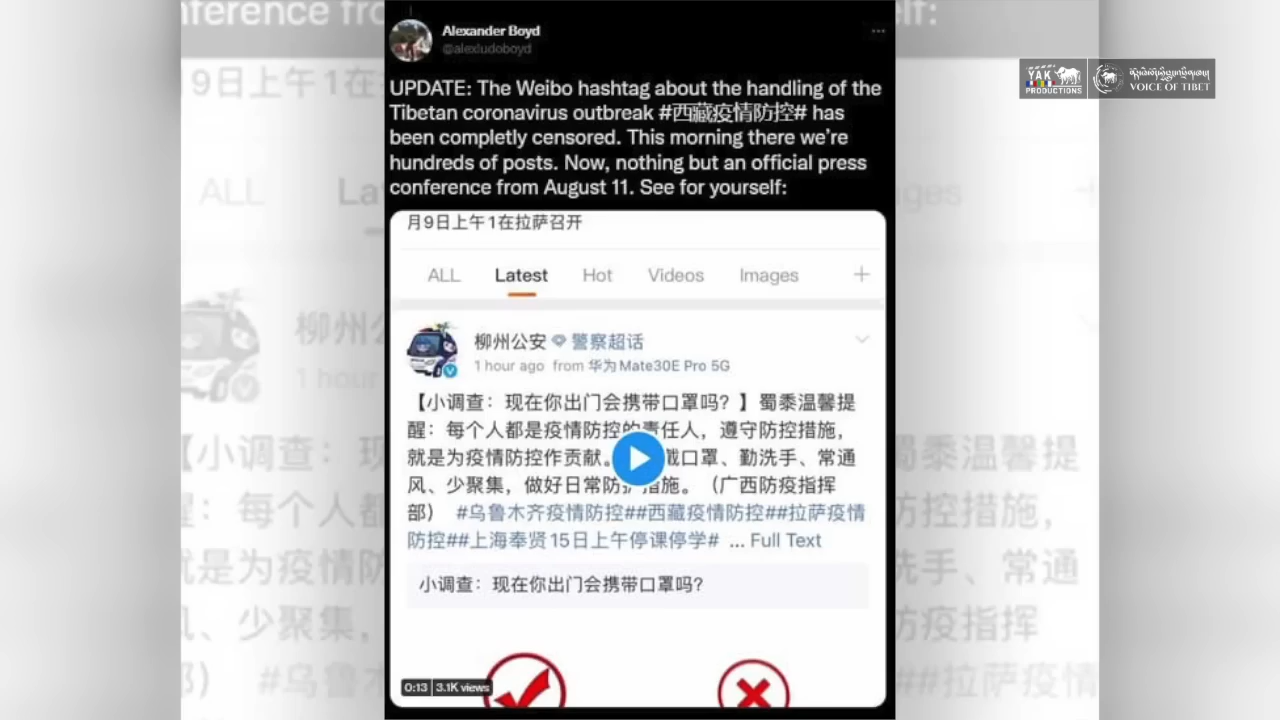 Alexander Boyd
@alexludoboyd
UPDATE: The Weibo hashtag about the handling of the
Tibetan coronavirus outbreak #西藏疫情防控# has
been completly censored. This morning there we're
hundreds of posts. Now, nothing but an official press
conference from August 11. See for yourself:
月9日上午1在拉萨召开
ALL Latest Hot Videos Images +
柳州公安 警察超话
1 hour ago from 华为Mate30E Pro 5G
【小调查：现在你出门会携带口罩吗？】蜀黍温馨提
醒：每个人都是疫情防控的责任人，遵守防控措施，
就是为疫情防控作贡献。戴口罩、勤洗手、常通
风、少聚集，做好日常防护措施。（广西防疫指挥
部） #乌鲁木齐疫情防控##西藏疫情防控##拉萨疫情
防控##上海奉贤15日上午停课停学# ... Full Text
小调查：现在你出门会携带口罩吗？
0:13 3.1K views
YAK
PRODUCTIONS
VOICE OF TIBET